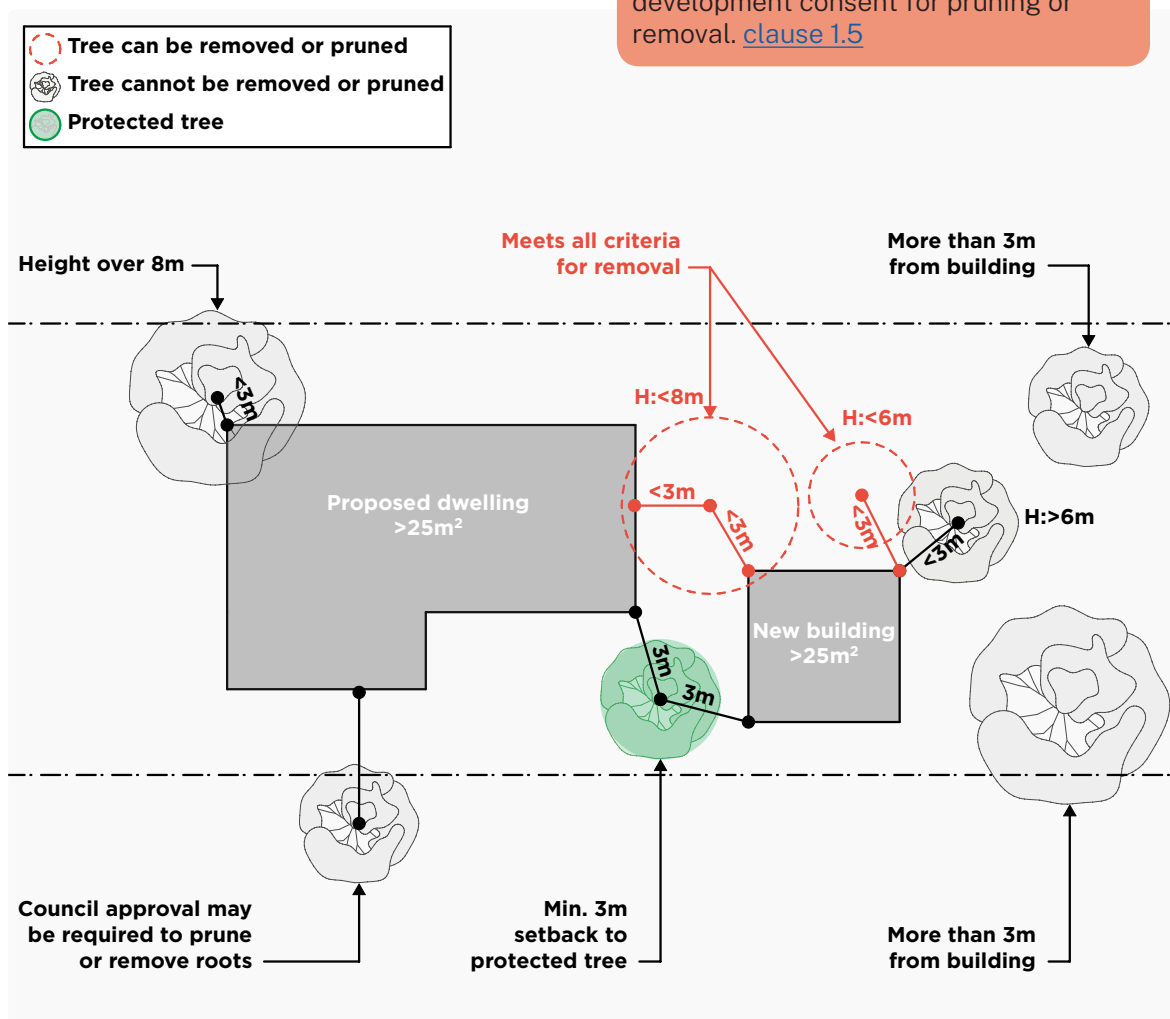 development consent for pruning or
removal. clause 1.5
Tree can be removed or pruned
Tree cannot be removed or pruned
Protected tree
Height over 8m
Meets all criteria
for removal
More than 3m
from building
<3m
H:<8m
H:<6m
<3m
<3m
<3m
H:>6m
<3m
Proposed dwelling
>25m²
New building
>25m²
3m
3m
Council approval may
be required to prune
or remove roots
Min. 3m
setback to
protected tree
More than 3m
from building